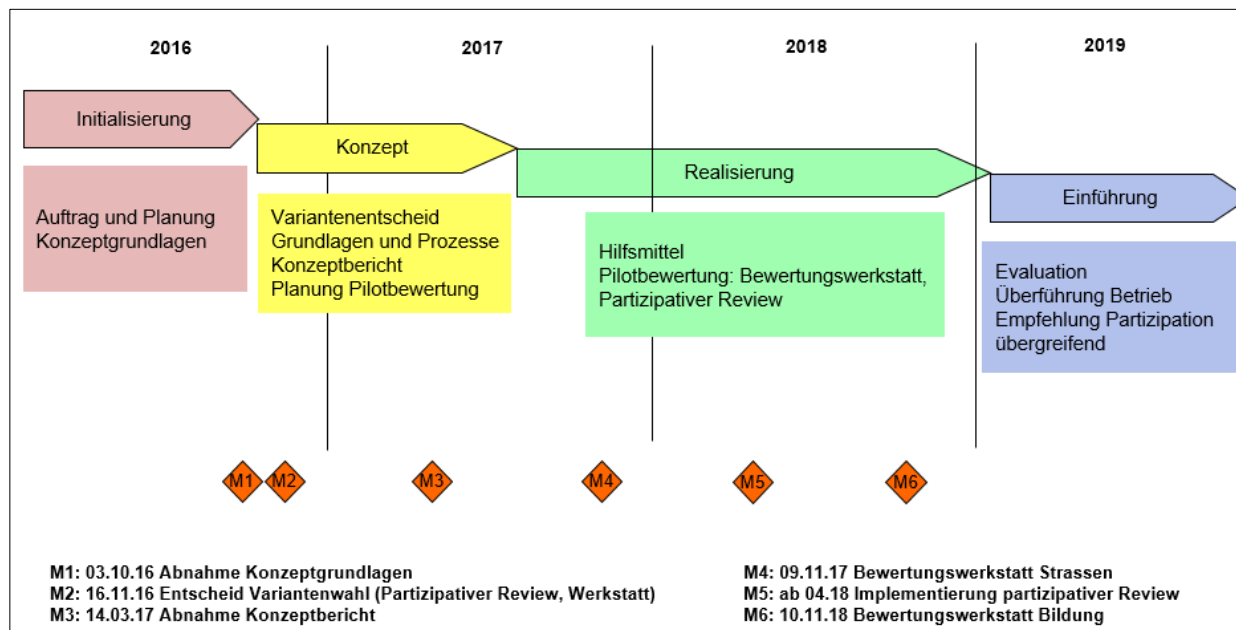 2016
2017
2018
2019
Initialisierung
Konzept
Realisierung
Einführung
Auftrag und Planung
Konzeptgrundlagen
Variantenentscheid
Grundlagen und Prozesse
Konzeptbericht
Planung Pilotbewertung
Hilfsmittel
Pilotbewertung: Bewertungswerkstatt,
Partizipativer Review
Evaluation
Überführung Betrieb
Empfehlung Partizipation
übergreifend
M1
M2
M3
M4
M5
M6
M1: 03.10.16 Abnahme Konzeptgrundlagen
M2: 16.11.16 Entscheid Variantenwahl (Partizipativer Review, Werkstatt)
M3: 14.03.17 Abnahme Konzeptbericht
M4: 09.11.17 Bewertungswerkstatt Strassen
M5: ab 04.18 Implementierung partizipativer Review
M6: 10.11.18 Bewertungswerkstatt Bildung